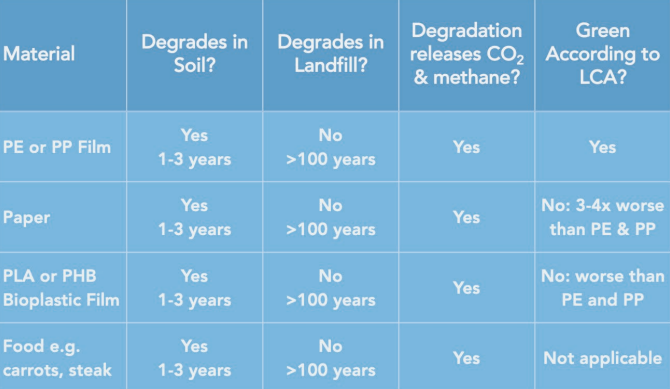 Material
Degrades in
Soil?
Degrades in
Landfill?
Degradation
releases CO₂
& methane?
Green
According to
LCA?
PE or PP Film
Yes
1-3 years
No
>100 years
Yes
Yes
Paper
Yes
1-3 years
No
>100 years
Yes
No: 3-4x worse
than PE & PP
PLA or PHB
Bioplastic Film
Yes
1-3 years
No
>100 years
Yes
No: worse than
PE and PP
Food e.g.
carrots, steak
Yes
1-3 years
No
>100 years
Yes
Not applicable